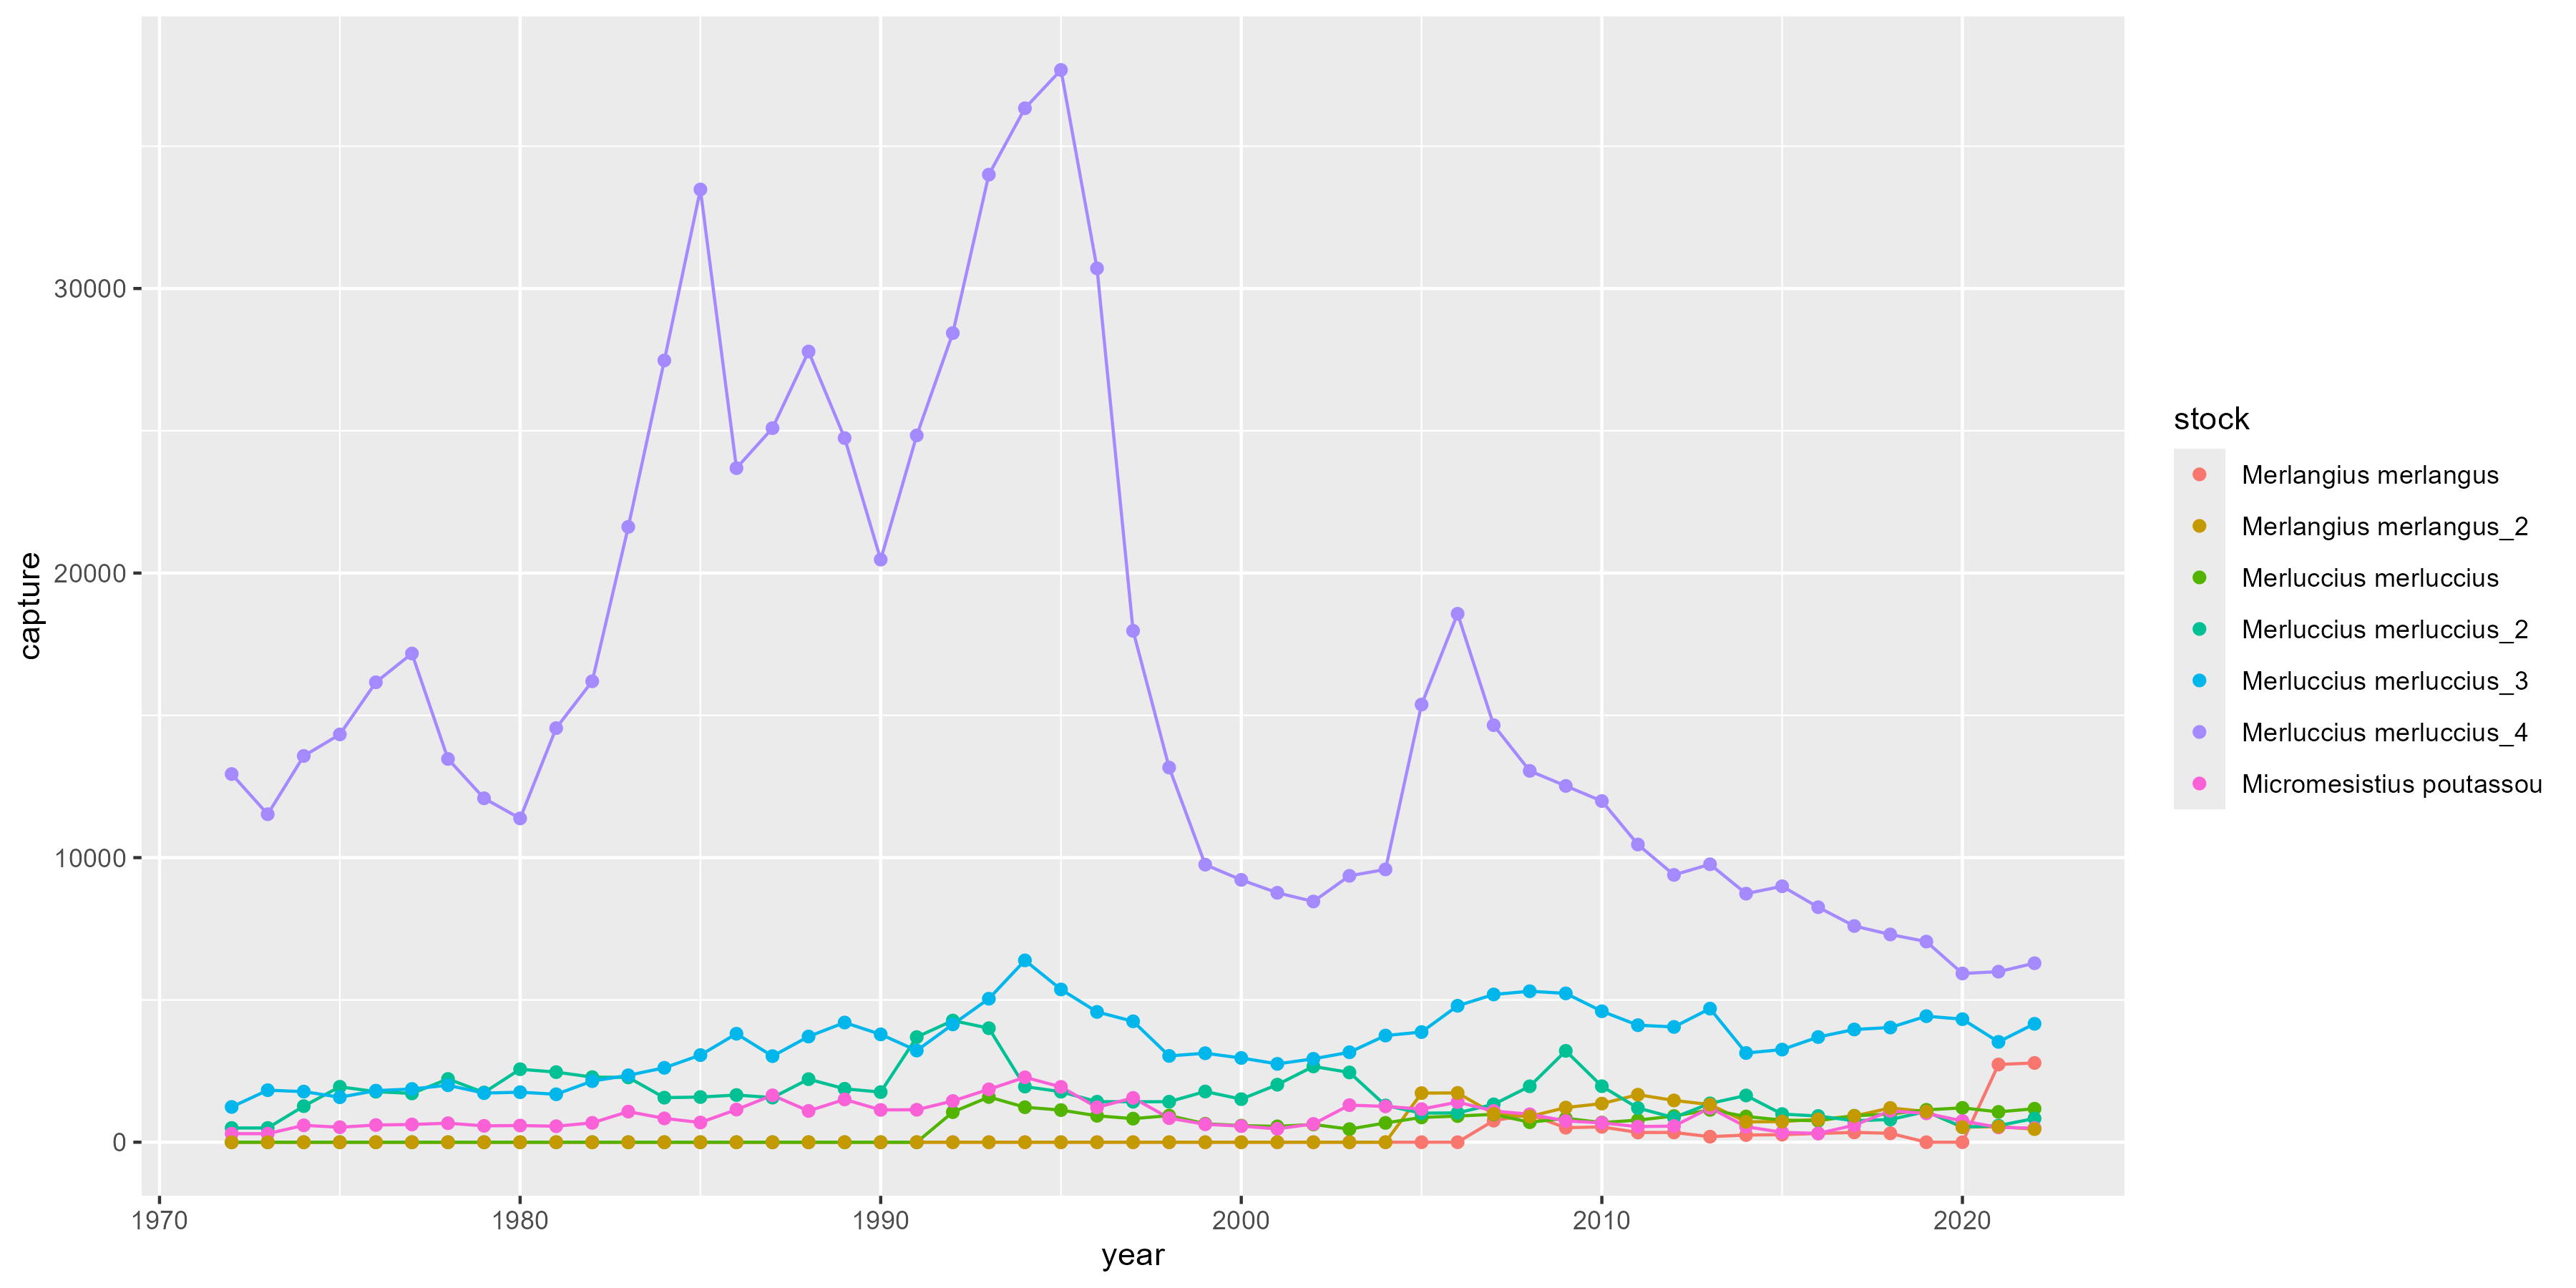 capture
30000
20000
10000
0
1970 1980 1990 2000 2010 2020
year
stock
Merlangius merlangus
Merlangius merlangus_2
Merluccius merluccius
Merluccius merluccius_2
Merluccius merluccius_3
Merluccius merluccius_4
Micromesistius poutassou